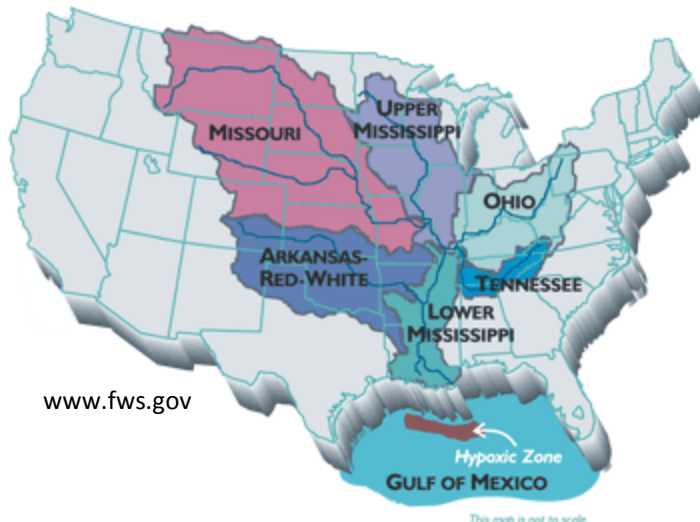 UPPER
MISSISSIPPI
MISSOURI
OHIO
ARKANSAS-
RED-WHITE
TENNESSEE
LOWER
MISSISSIPPI
www.fws.gov
Hypoxic Zone
GULF OF MEXICO
This map is not to scale